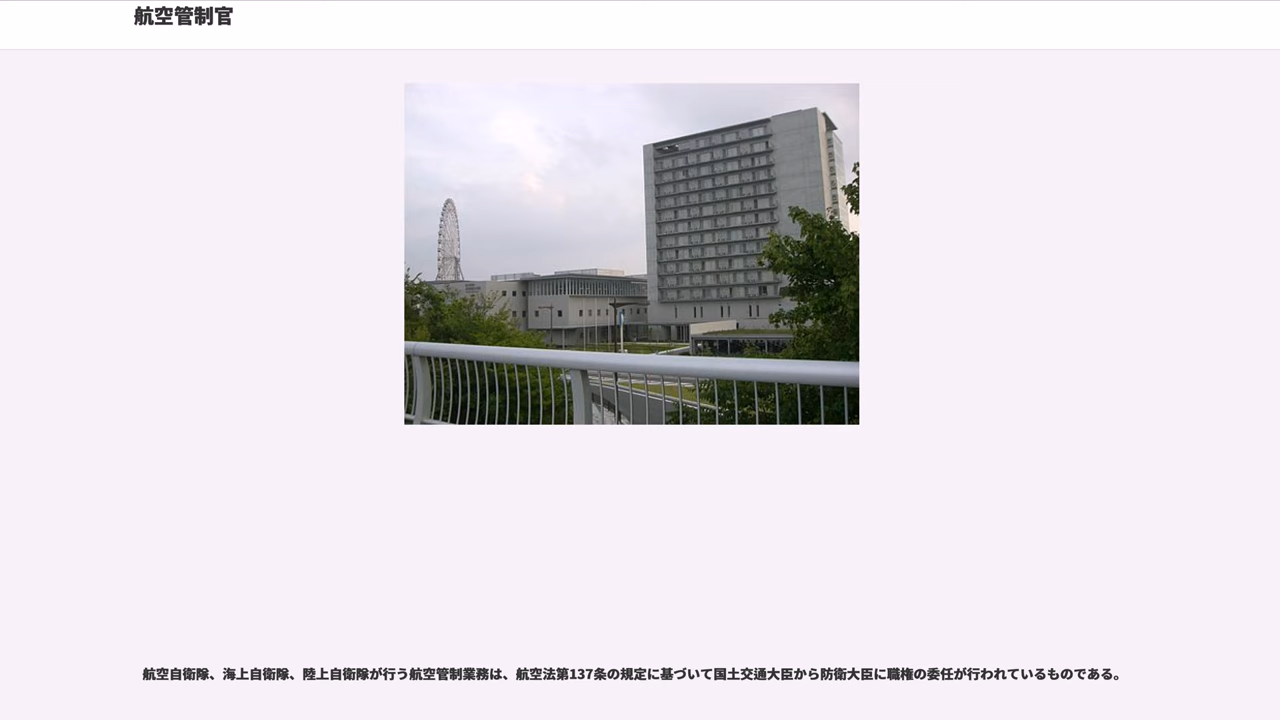 航空管制官
航空自衛隊、海上自衛隊、陸上自衛隊が行う航空管制業務は、航空法第137条の規定に基づいて国土交通大臣から防衛大臣に職権の委任が行われているものである。